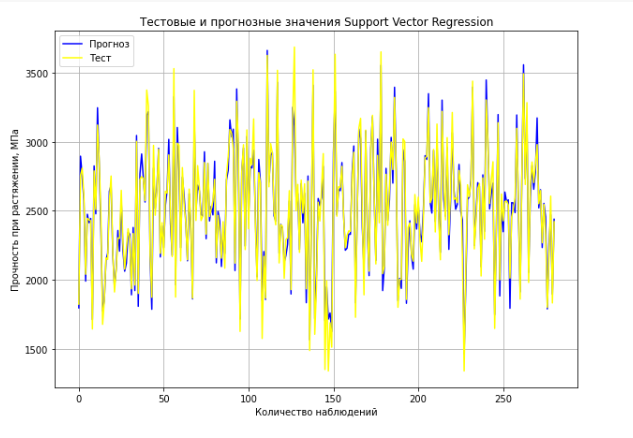 Тестовые и прогнозные значения Support Vector Regression
Прогноз
Тест
Прочность при растяжении, МПа
3500
3000
2500
2000
1500
0 50 100 150 200 250
Количество наблюдений